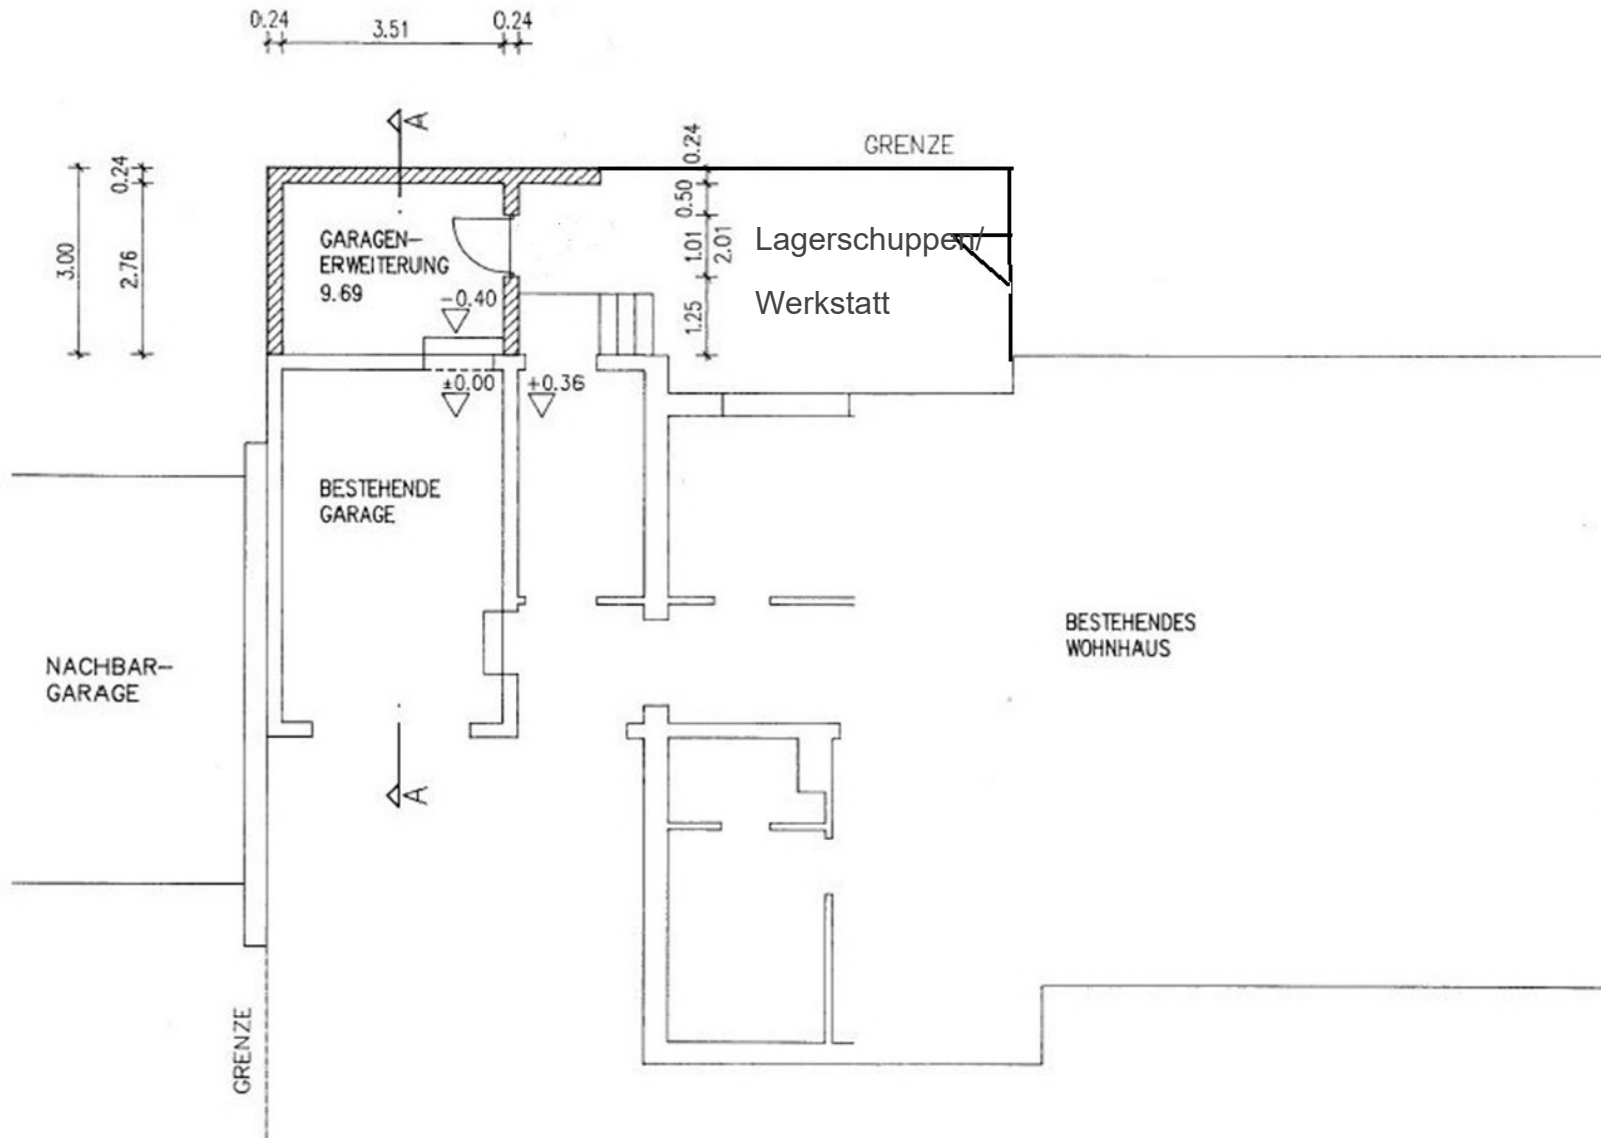 0.24
3.51
0.24
A
GRENZE
0.24
0.24
3.00
2.76
0.50
1.01
2.01
1.25
GARAGEN-
ERWEITERUNG
9.69
-0.40
Lagerschuppen/
Werkstatt
±0.00
+0.36
BESTEHENDE
GARAGE
BESTEHENDES
WOHNHAUS
NACHBAR-
GARAGE
A
GRENZE